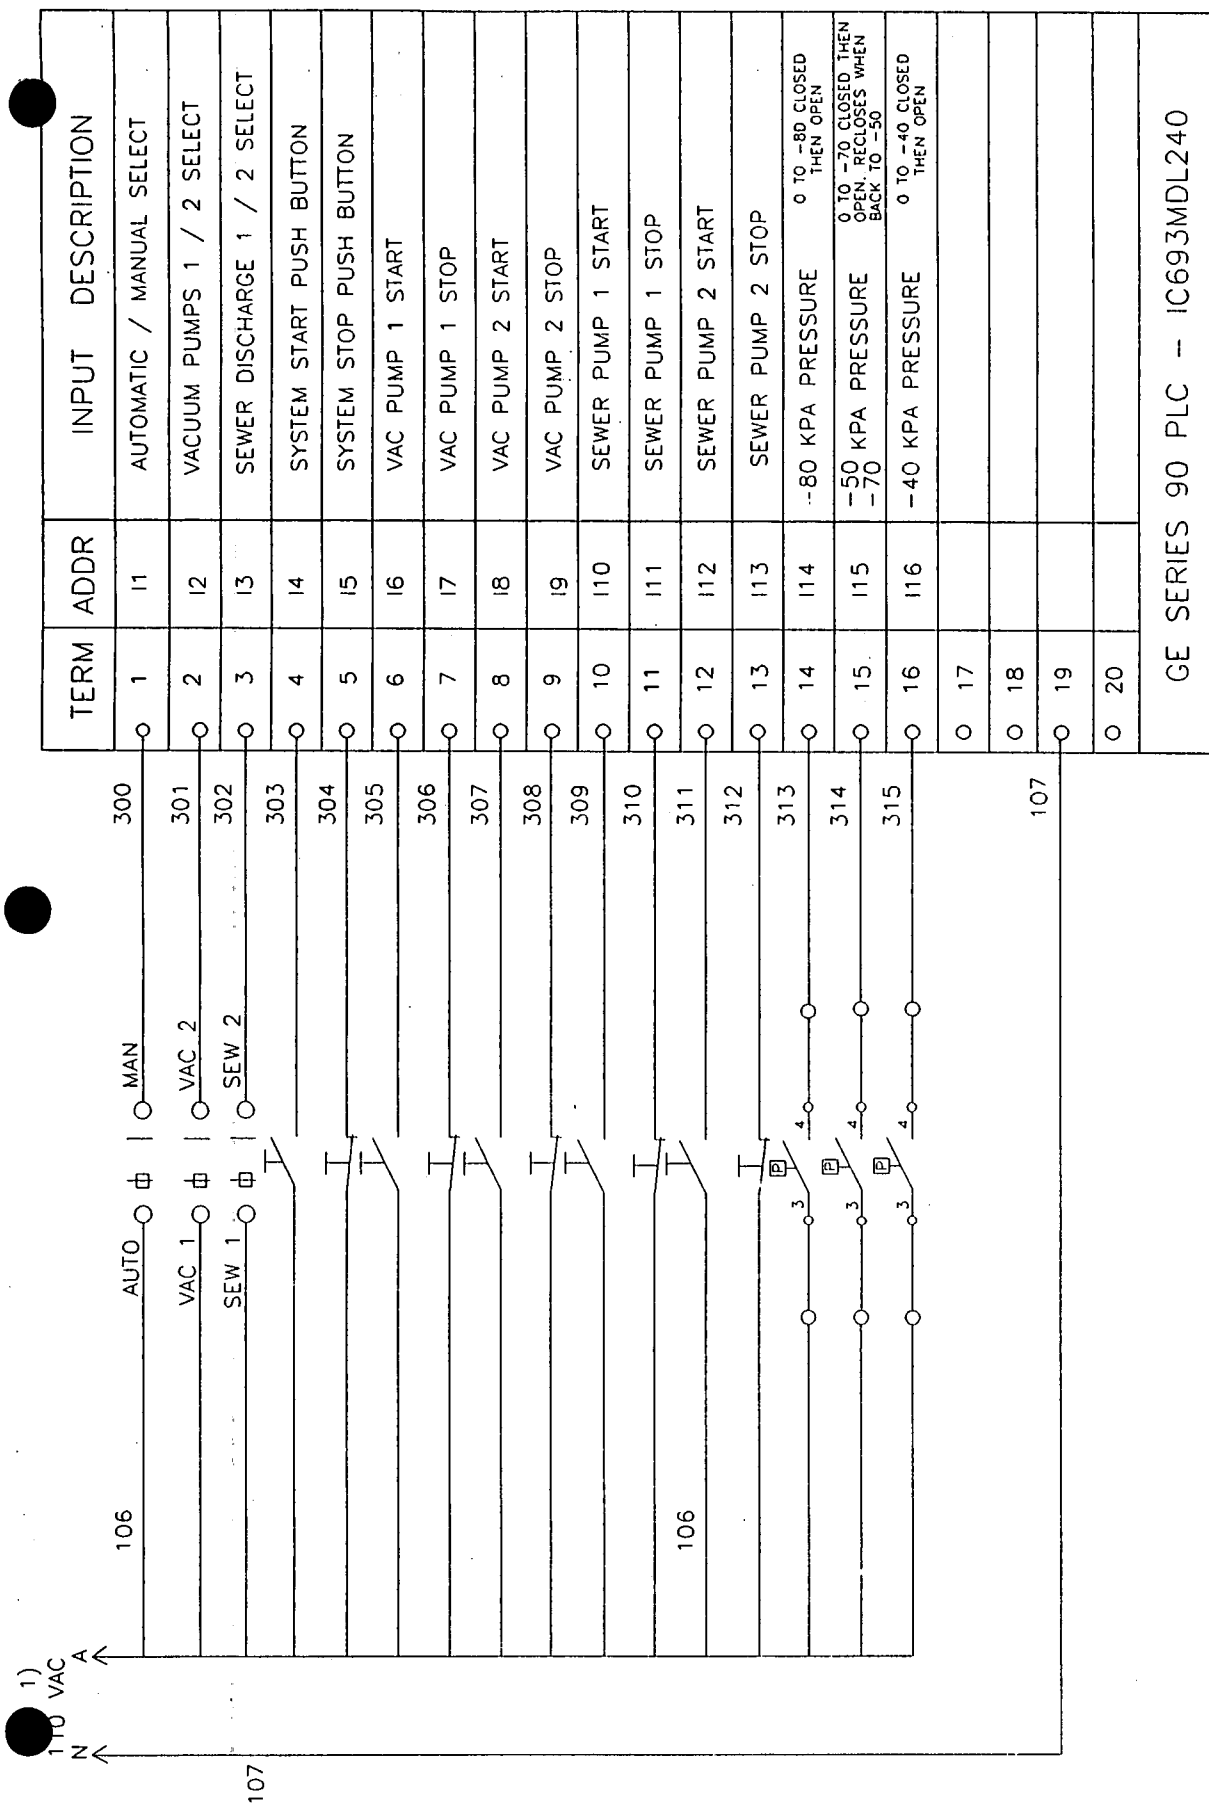 1)
110 VAC
N A
107
106
106
AUTO MAN 300
VAC 1 VAC 2 301
SEW 1 SEW 2 302
303
304
305
306
307
308
309
310
311
312
3 P 4 313
3 P 4 314
3 P 4 315
107
TERM ADDR INPUT DESCRIPTION
1 I1 AUTOMATIC / MANUAL SELECT
2 I2 VACUUM PUMPS 1 / 2 SELECT
3 I3 SEWER DISCHARGE 1 / 2 SELECT
4 I4 SYSTEM START PUSH BUTTON
5 I5 SYSTEM STOP PUSH BUTTON
6 I6 VAC PUMP 1 START
7 I7 VAC PUMP 1 STOP
8 I8 VAC PUMP 2 START
9 I9 VAC PUMP 2 STOP
10 I10 SEWER PUMP 1 START
11 I11 SEWER PUMP 1 STOP
12 I12 SEWER PUMP 2 START
13 I13 SEWER PUMP 2 STOP
14 I14 -80 KPA PRESSURE 0 TO -80 CLOSED
THEN OPEN
15 I15 -50 KPA PRESSURE
-70
0 TO -70 CLOSED THEN
OPEN. RECLOSES WHEN
BACK TO -50
16 I16 -40 KPA PRESSURE 0 TO -40 CLOSED
THEN OPEN
17
18
19
20
GE SERIES 90 PLC -- IC693MDL240